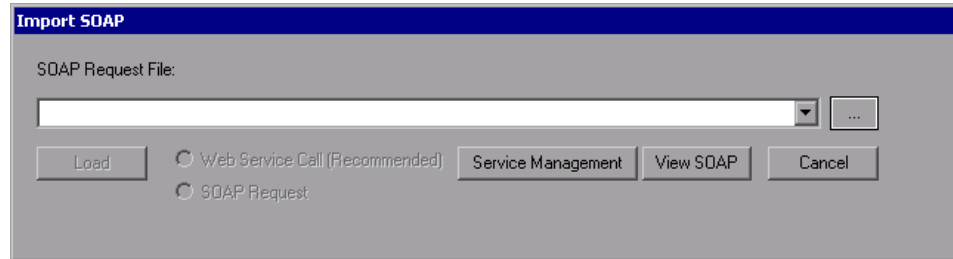 Import SOAP
SOAP Request File:
...
Load
Web Service Call (Recommended)
Service Management
View SOAP
Cancel
SOAP Request